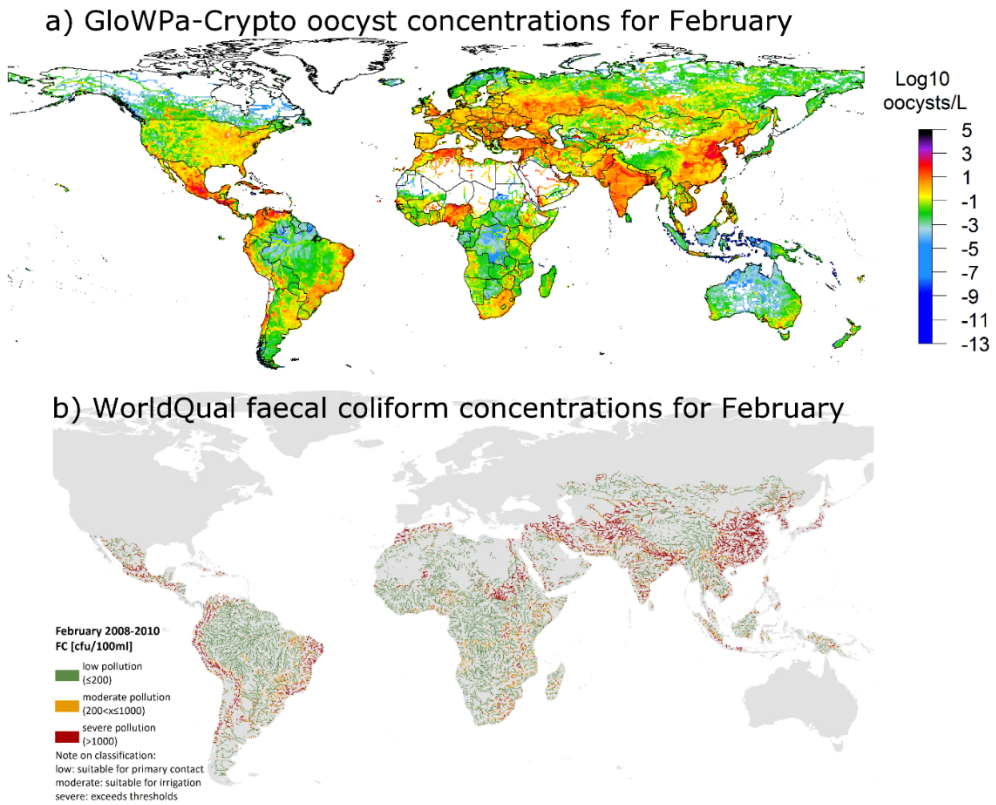 a) GloWPa-Crypto oocyst concentrations for February
Log10
oocysts/L
5
3
1
-1
-3
-5
-7
-9
-11
-13
b) WorldQual faecal coliform concentrations for February
February 2008-2010
FC [cfu/100ml]
low pollution
(≤200)
moderate pollution
(200<x≤1000)
severe pollution
(>1000)
Note on classification:
low: suitable for primary contact
moderate: suitable for irrigation
severe: exceeds thresholds